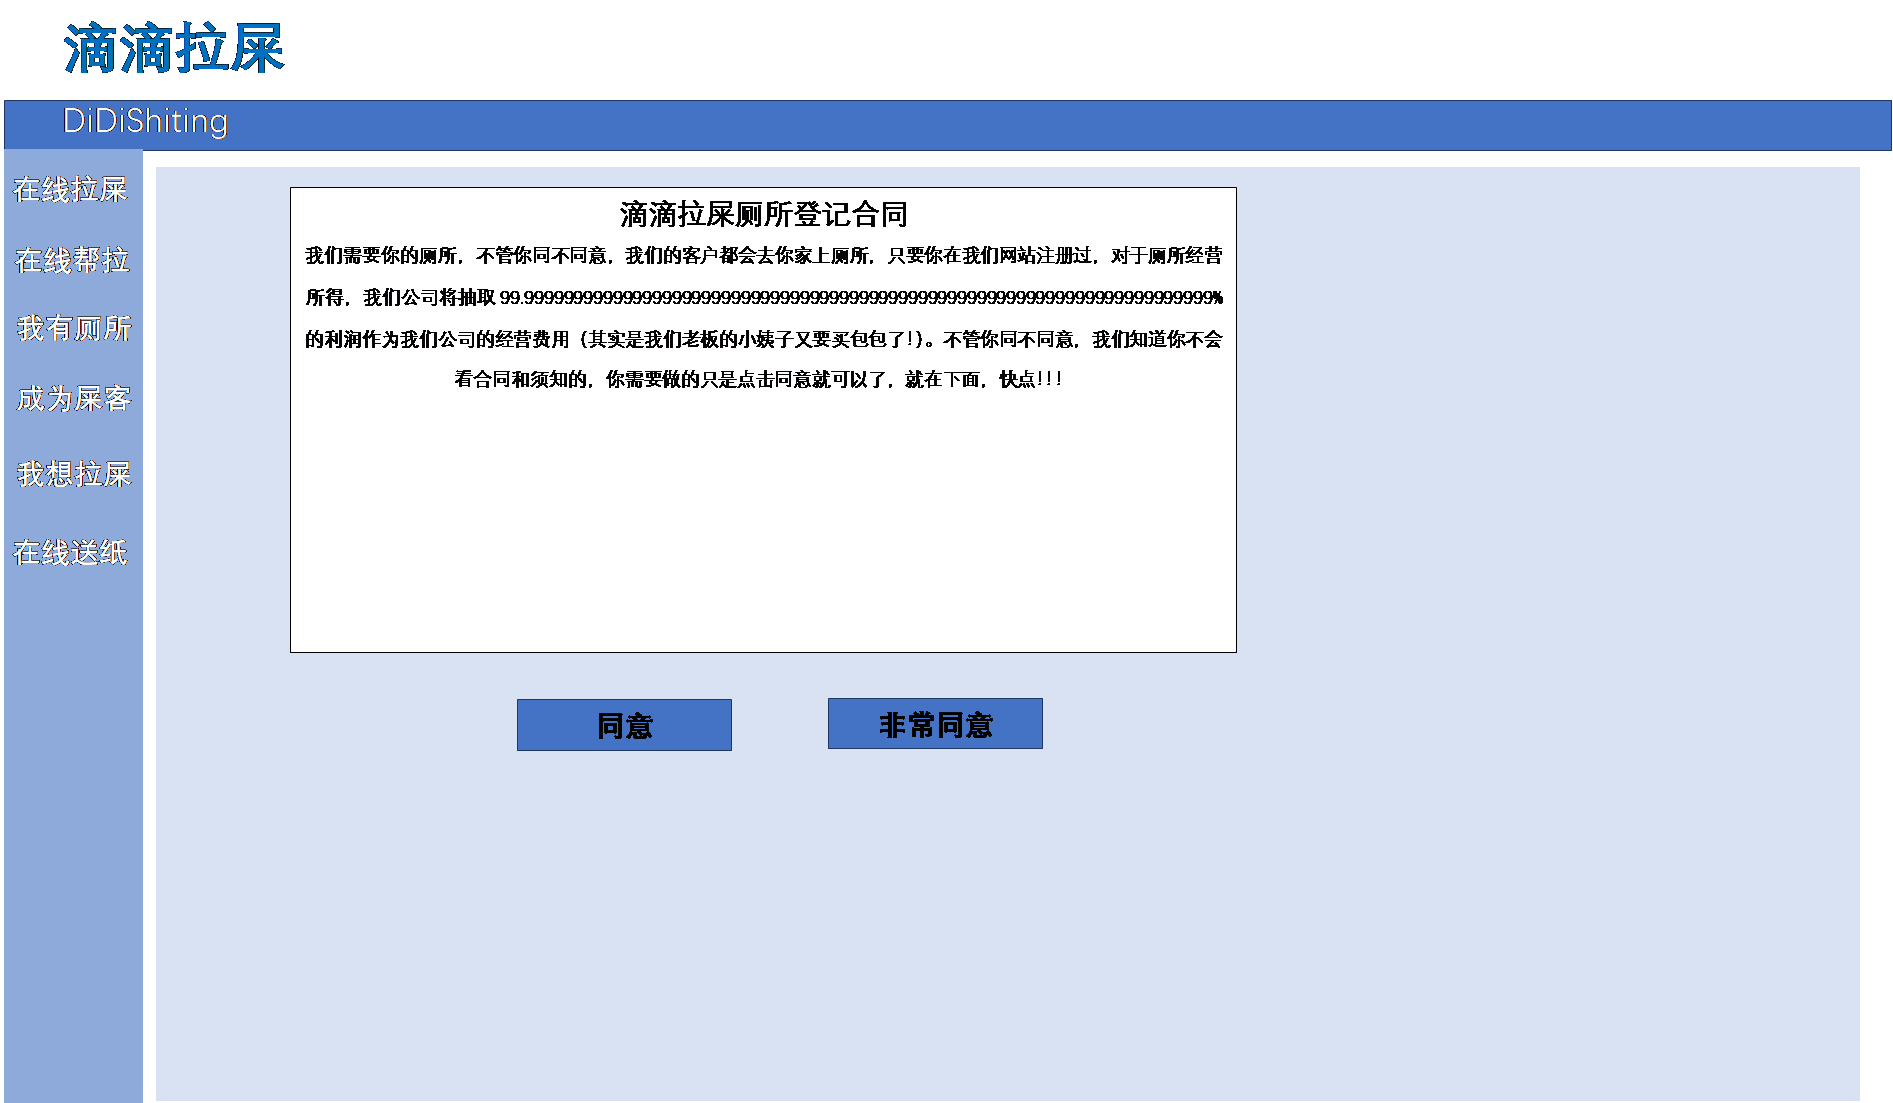 滴滴拉屎
DiDiShiting
在线拉屎
在线帮拉
我有厕所
成为屎客
我想拉屎
在线送纸
滴滴拉屎厕所登记合同
我们需要你的厕所，不管你同不同意，我们的客户都会去你家上厕所，只要你在我们网站注册过，对于厕所经营
所得，我们公司将抽取 99.9999999999999999999999999999999999999999999999999999999999999999999999%
的利润作为我们公司的经营费用（其实是我们老板的小姨子又要买包包了!）。不管你同不同意，我们知道你不会
看合同和须知的，你需要做的只是点击同意就可以了，就在下面，快点!!!
同意
非常同意